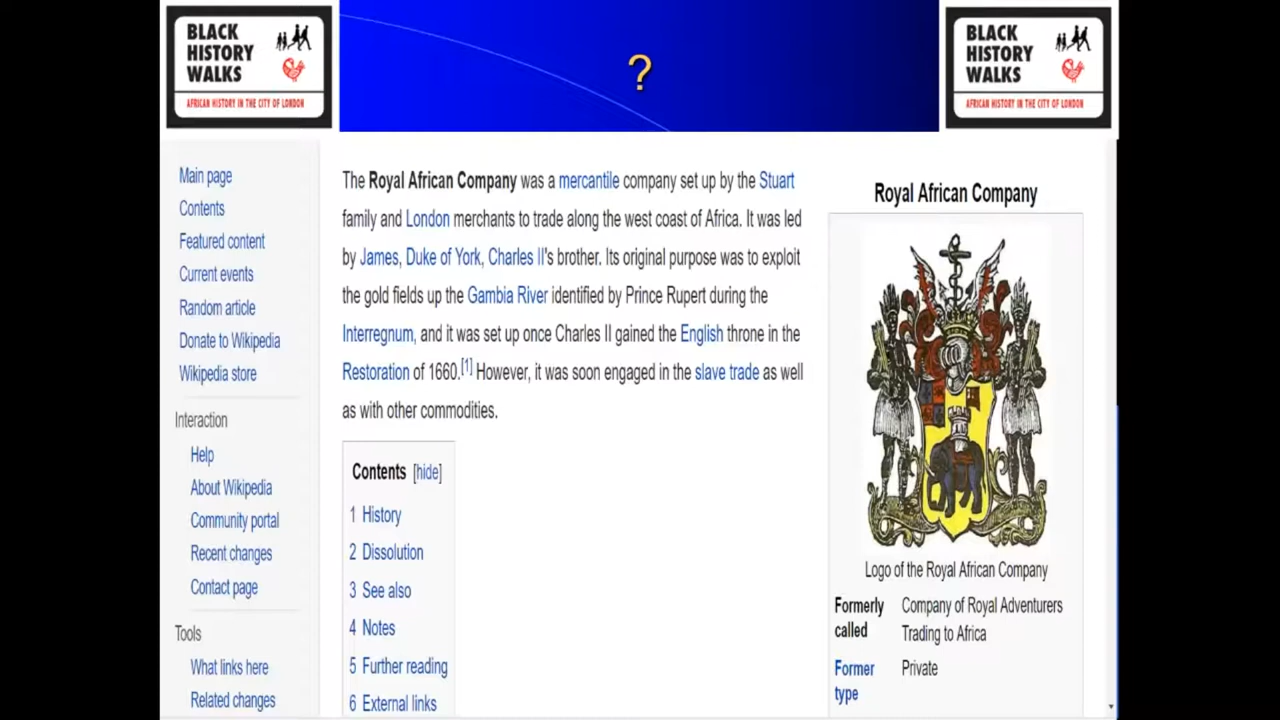 BLACK
HISTORY
WALKS
AFRICAN HISTORY IN THE CITY OF LONDON
?
BLACK
HISTORY
WALKS
AFRICAN HISTORY IN THE CITY OF LONDON
Main page
Contents
Featured content
Current events
Random article
Donate to Wikipedia
Wikipedia store
Interaction
Help
About Wikipedia
Community portal
Recent changes
Contact page
Tools
What links here
Related changes
The Royal African Company was a mercantile company set up by the Stuart
family and London merchants to trade along the west coast of Africa. It was led
by James, Duke of York, Charles II's brother. Its original purpose was to exploit
the gold fields up the Gambia River identified by Prince Rupert during the
Interregnum, and it was set up once Charles II gained the English throne in the
Restoration of 1660.[1] However, it was soon engaged in the slave trade as well
as with other commodities.
Contents [hide]
1 History
2 Dissolution
3 See also
4 Notes
5 Further reading
6 External links
Royal African Company
Logo of the Royal African Company
Formerly called Company of Royal Adventurers
Trading to Africa
Former type Private